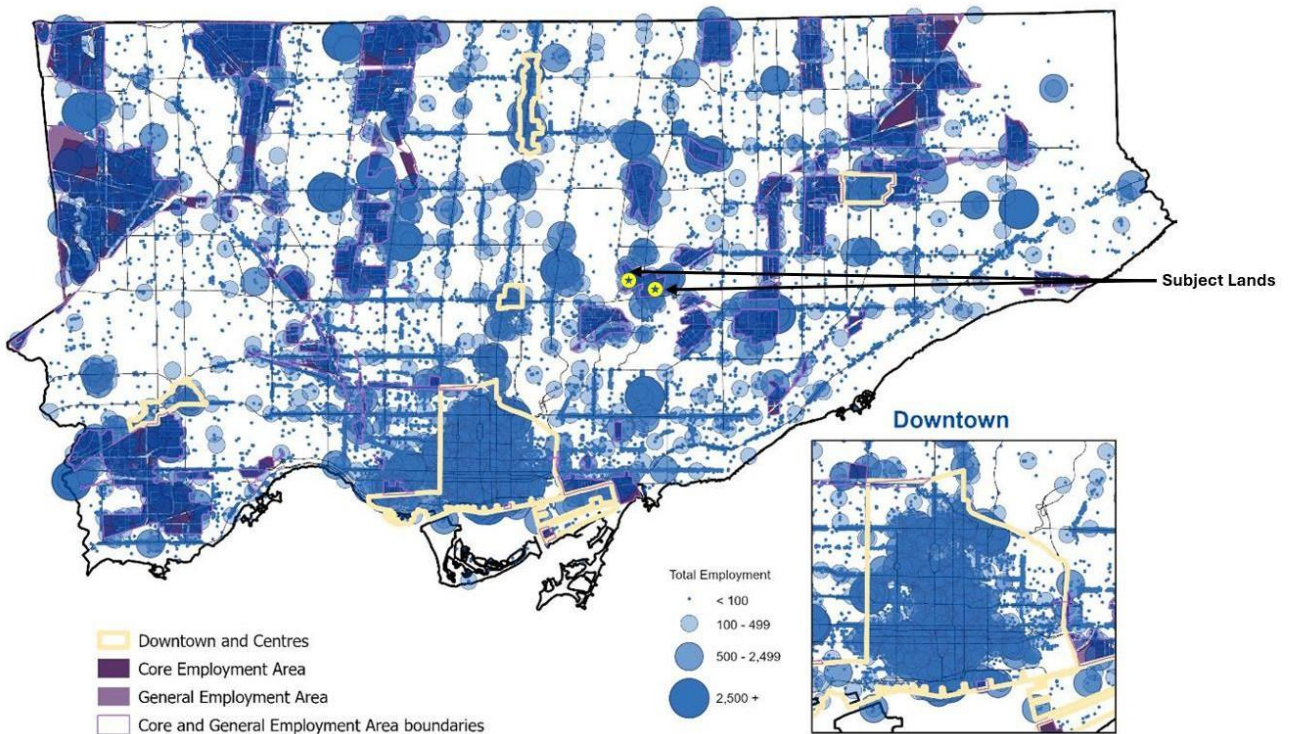 Subject Lands
Downtown
Total Employment
< 100
100 - 499
500 - 2,499
2,500 +
Downtown and Centres
Core Employment Area
General Employment Area
Core and General Employment Area boundaries